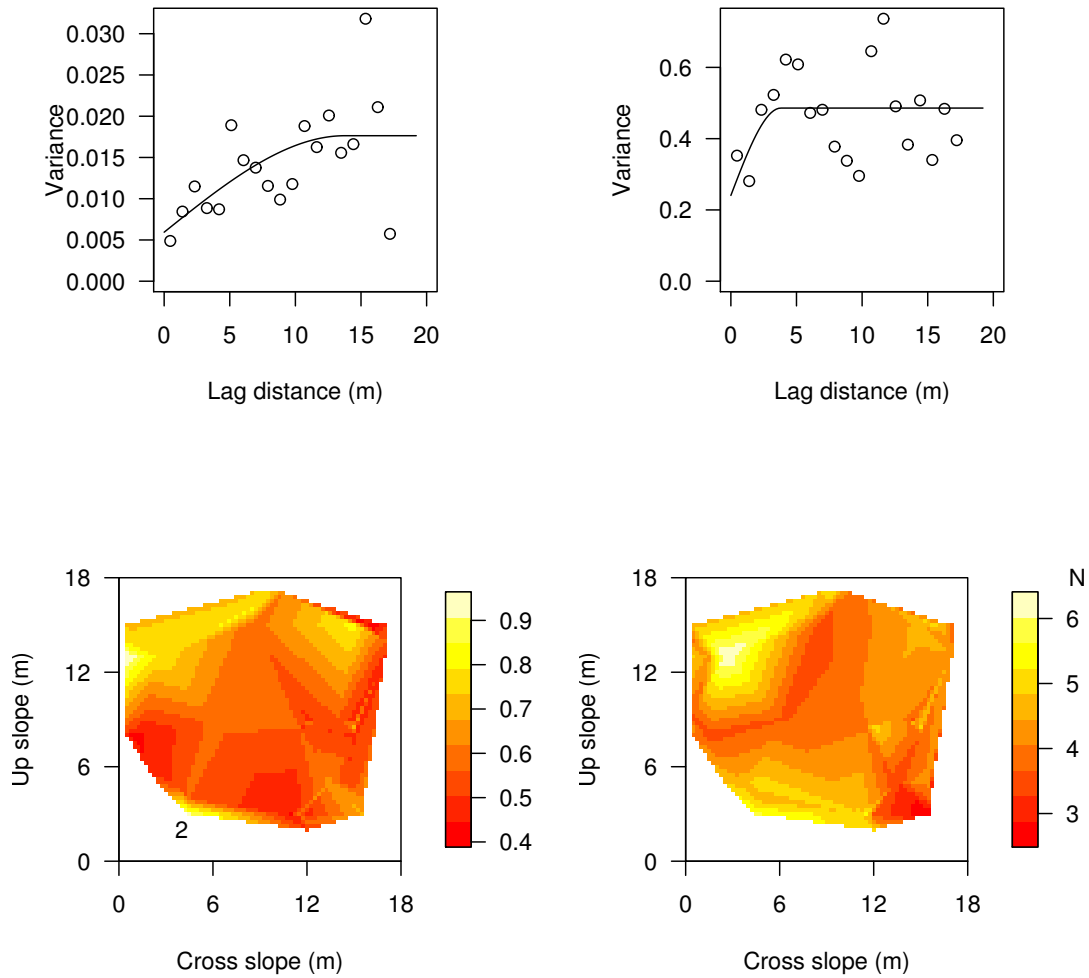 0.030
0.025
0.020
0.015
0.010
0.005
0.000
Variance
0 5 10 15 20
Lag distance (m)
0.6
0.4
0.2
0.0
Variance
0 5 10 15 20
Lag distance (m)
18
12
6
0
Up slope (m)
2
0 6 12 18
Cross slope (m)
0.9
0.8
0.7
0.6
0.5
0.4
18
12
6
0
Up slope (m)
0 6 12 18
Cross slope (m)
N
6
5
4
3